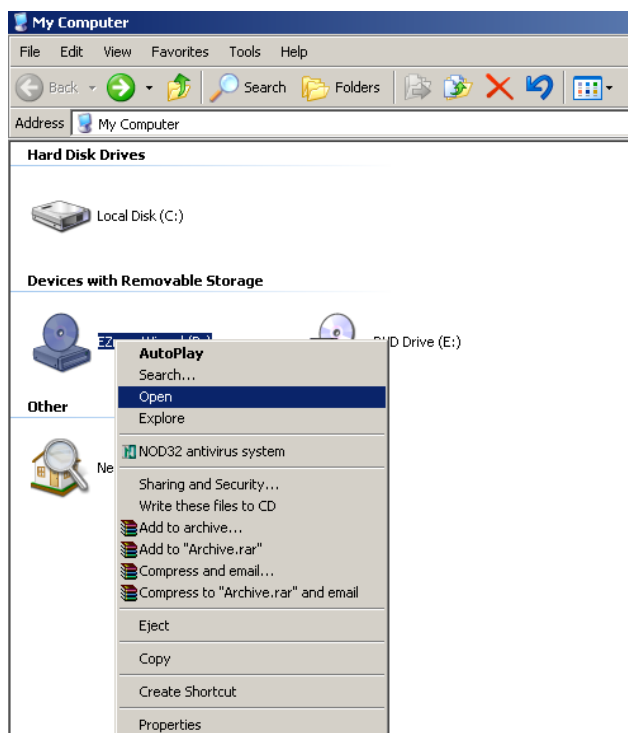 My Computer
File Edit View Favorites Tools Help
Back Search Folders
Address My Computer
Hard Disk Drives
Local Disk (C:)
Devices with Removable Storage
Drive (E:)
AutoPlay
Search...
Open
Explore
NOD32 antivirus system
Sharing and Security...
Write these files to CD
Add to archive...
Add to "Archive.rar"
Compress and email...
Compress to "Archive.rar" and email
Eject
Copy
Create Shortcut
Properties
Other